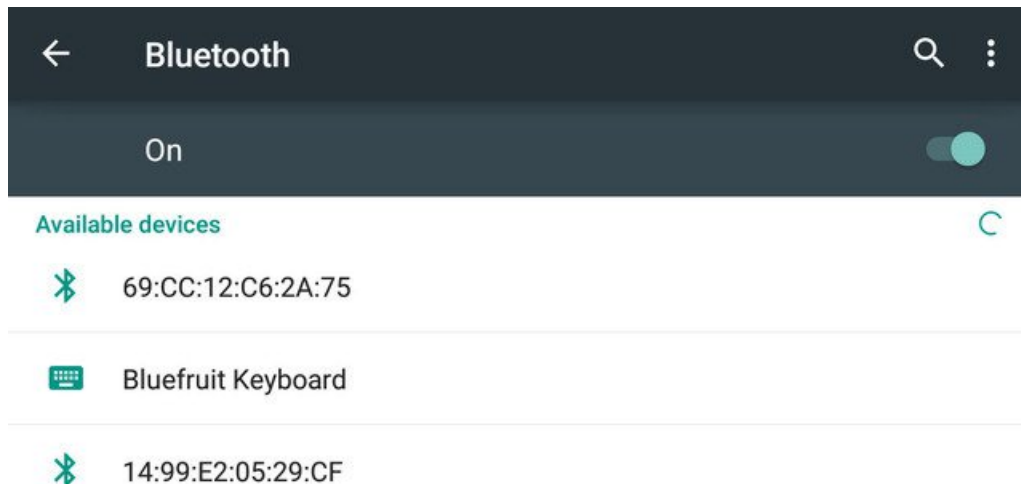 Bluetooth
On
Available devices
69:CC:12:C6:2A:75
Bluefruit Keyboard
14:99:E2:05:29:CF